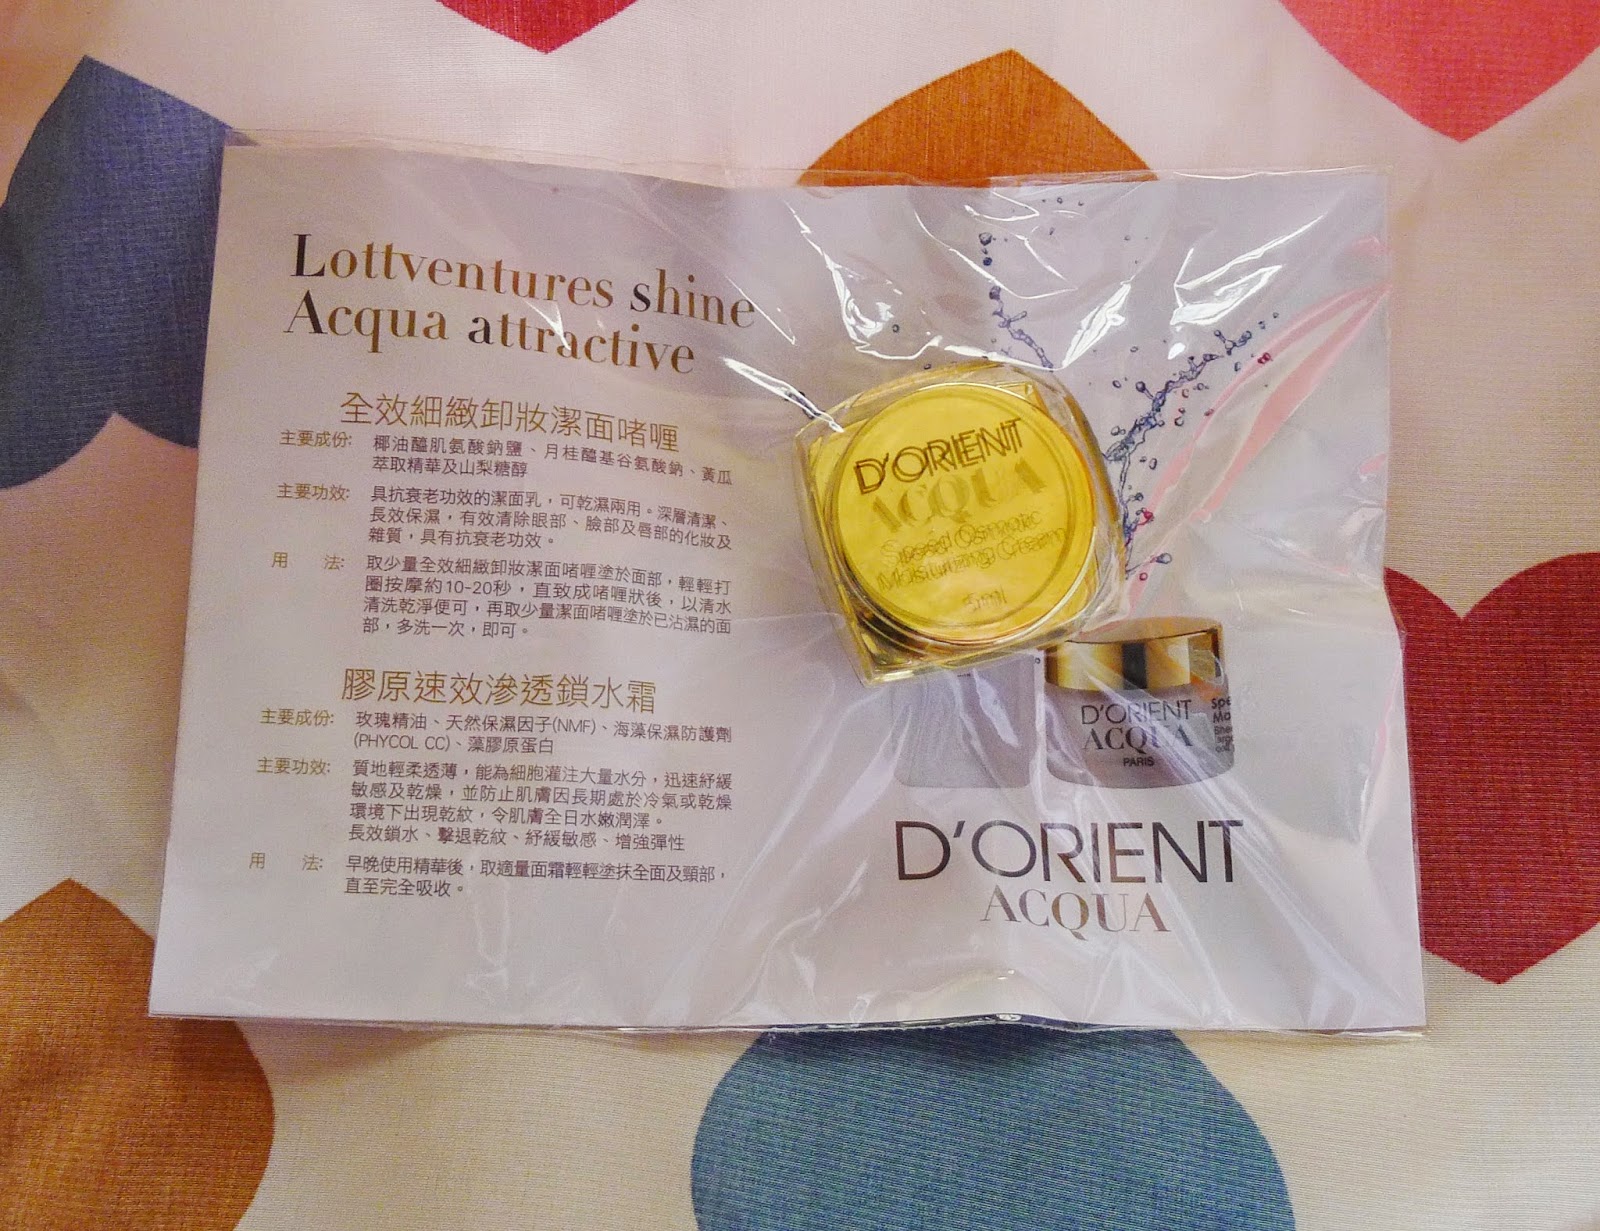 Lottventures shine
Acqua attractive
全效細緻卸妝潔面啫喱
主要成份: 椰油醯肌氨酸鈉鹽、月桂醯基谷氨酸鈉、黃瓜
萃取精華及山梨糖醇
主要功效: 具抗衰老功效的潔面乳，可乾濕兩用。深層清潔、
長效保濕，有效清除眼部、臉部及唇部的化妝及
雜質，具有抗衰老功效。
用 法: 取少量全效細緻卸妝潔面啫喱塗於面部，輕輕打
圈按摩約10-20秒，直致成啫喱狀後，以清水
清洗乾淨便可，再取少量潔面啫喱塗於已沾濕的面
部，多洗一次，即可。
膠原速效滲透鎖水霜
主要成份: 玫瑰精油、天然保濕因子(NMF)、海藻保濕防護劑
(PHYCOL CC)、藻膠原蛋白
主要功效: 質地輕柔透薄，能為細胞灌注大量水分，迅速紓緩
敏感及乾燥，並防止肌膚因長期處於冷氣或乾燥
環境下出現乾紋，令肌膚全日水嫩潤澤。
長效鎖水、擊退乾紋、紓緩敏感、增強彈性
用 法: 早晚使用精華後，取適量面霜輕輕塗抹全面及頸部，
直至完全吸收。
D'ORIENT
ACQUA
Speed Osmotic
Moisturizing Cream
5ml
D'ORIENT
ACQUA
PARIS
D'ORIENT
ACQUA